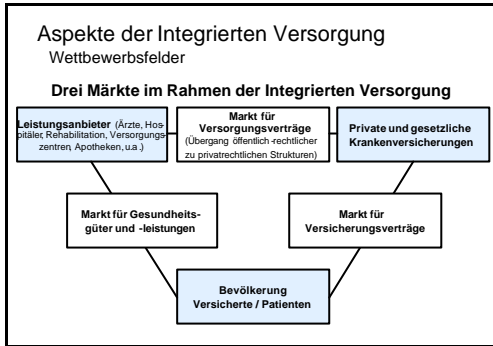 Aspekte der Integrierten Versorgung
Wettbewerbsfelder
Drei Märkte im Rahmen der Integrierten Versorgung
Leistungsanbieter (Ärzte, Hos-
pitäler, Rehabilitation, Versorgungs-
zentren, Apotheken, u.a.)
Markt für
Versorgungsverträge
(Übergang öffentlich-rechtlicher
zu privatrechtlichen Strukturen)
Private und gesetzliche
Krankenversicherungen
Markt für Gesundheits-
güter und -leistungen
Markt für
Versicherungsverträge
Bevölkerung
Versicherte / Patienten